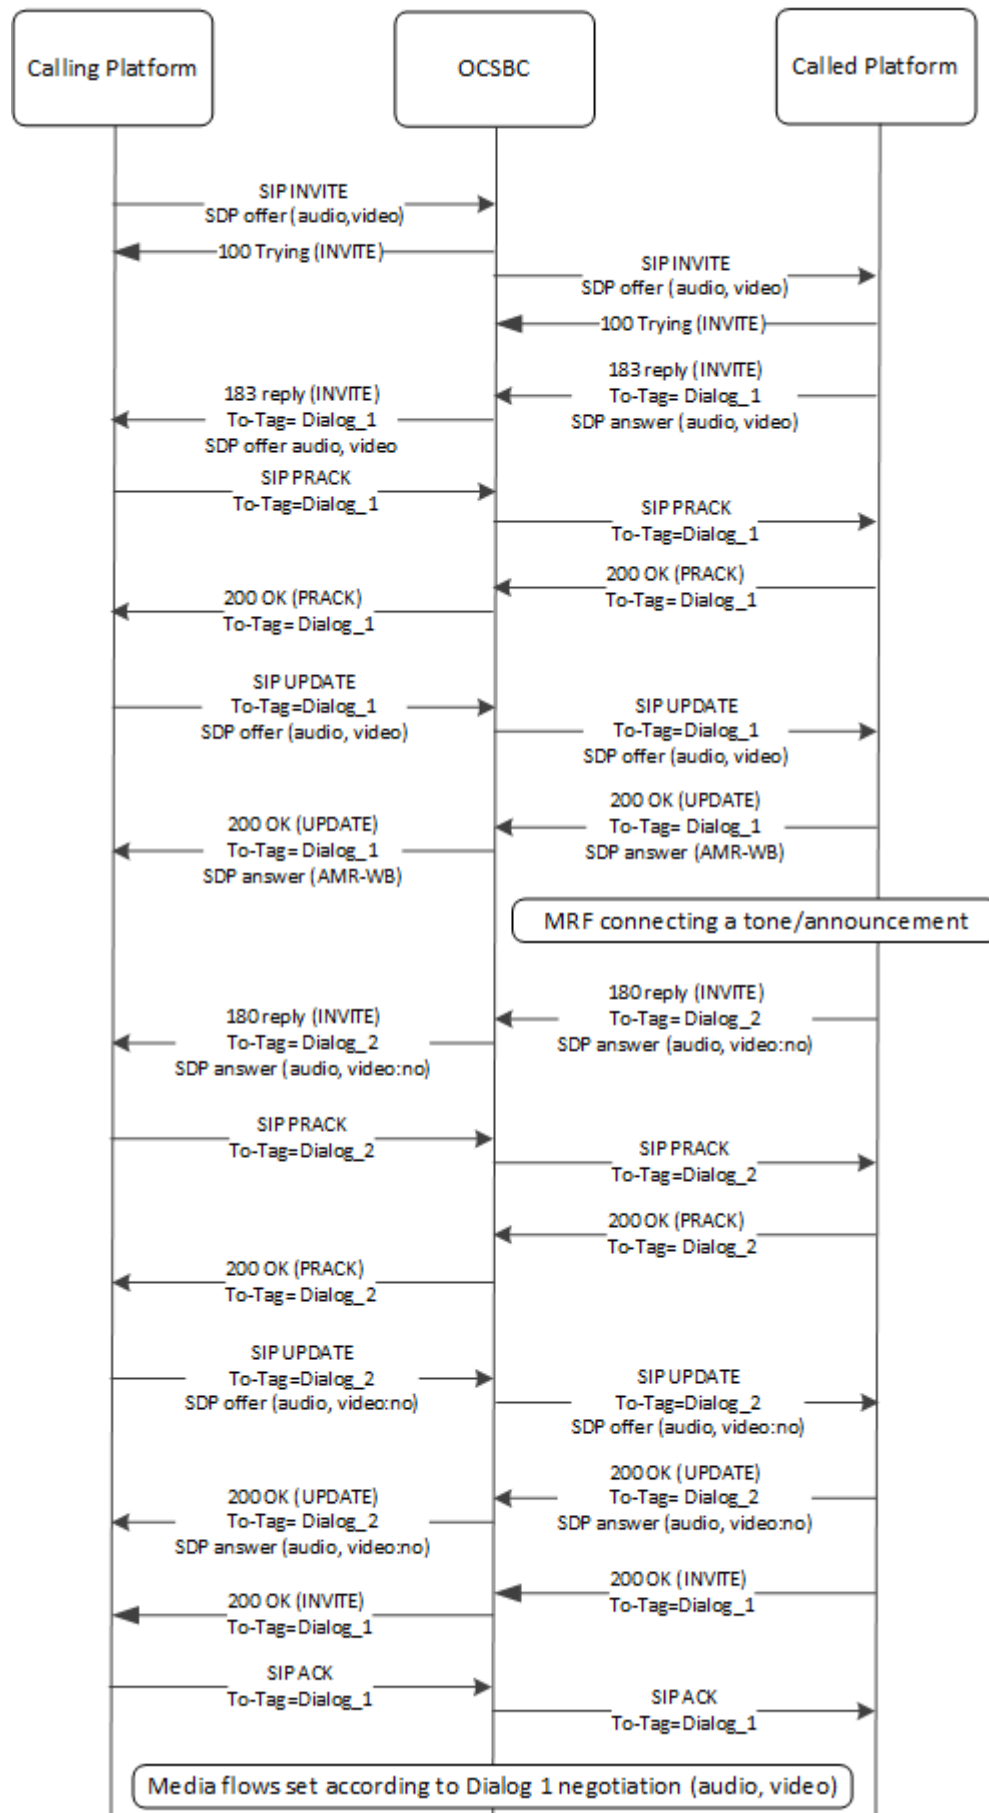 Calling Platform
OCSBC
Called Platform
SIP INVITE
SDP offer (audio,video)
100 Trying (INVITE)
SIP INVITE
SDP offer (audio, video)
100 Trying (INVITE)
183 reply (INVITE)
To-Tag= Dialog_1
SDP answer (audio, video)
183 reply (INVITE)
To-Tag= Dialog_1
SDP offer audio, video
SIP PRACK
To-Tag=Dialog_1
SIP PRACK
To-Tag=Dialog_1
200 OK (PRACK)
To-Tag= Dialog_1
200 OK (PRACK)
To-Tag= Dialog_1
SIP UPDATE
To-Tag=Dialog_1
SDP offer (audio, video)
SIP UPDATE
To-Tag=Dialog_1
SDP offer (audio, video)
200 OK (UPDATE)
To-Tag= Dialog_1
SDP answer (AMR-WB)
200 OK (UPDATE)
To-Tag= Dialog_1
SDP answer (AMR-WB)
MRF connecting a tone/announcement
180 reply (INVITE)
To-Tag= Dialog_2
SDP answer (audio, video:no)
180 reply (INVITE)
To-Tag= Dialog_2
SDP answer (audio, video:no)
SIP PRACK
To-Tag=Dialog_2
SIP PRACK
To-Tag=Dialog_2
200 OK (PRACK)
To-Tag= Dialog_2
200 OK (PRACK)
To-Tag= Dialog_2
SIP UPDATE
To-Tag=Dialog_2
SDP offer (audio, video:no)
SIP UPDATE
To-Tag=Dialog_2
SDP offer (audio, video:no)
200 OK (UPDATE)
To-Tag= Dialog_2
SDP answer (audio, video:no)
200 OK (UPDATE)
To-Tag= Dialog_2
SDP answer (audio, video:no)
200 OK (INVITE)
To-Tag=Dialog_1
200 OK (INVITE)
To-Tag=Dialog_1
SIP ACK
To-Tag=Dialog_1
SIP ACK
To-Tag=Dialog_1
Media flows set according to Dialog 1 negotiation (audio, video)